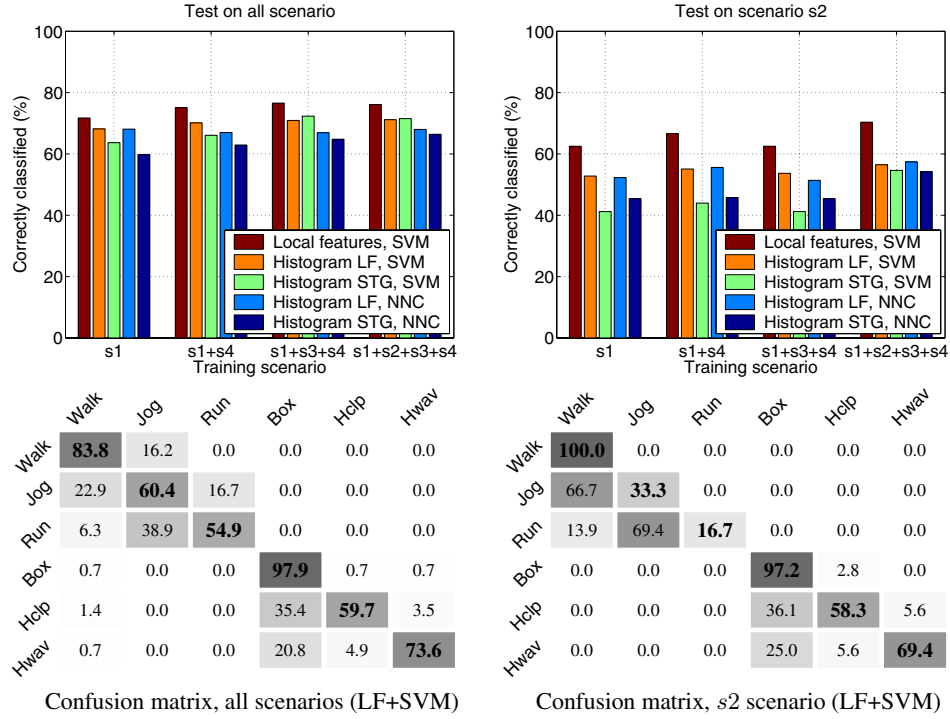 Test on all scenario
100
80
60
40
20
0
Correctly classified (%)
Local features, SVM
Histogram LF, SVM
Histogram STG, SVM
Histogram LF, NNC
Histogram STG, NNC
s1 s1+s4 s1+s3+s4 s1+s2+s3+s4
Training scenario
Test on scenario s2
100
80
60
40
20
0
Correctly classified (%)
Local features, SVM
Histogram LF, SVM
Histogram STG, SVM
Histogram LF, NNC
Histogram STG, NNC
s1 s1+s4 s1+s3+s4 s1+s2+s3+s4
Training scenario
Walk Jog Run Box Hclp Hwav
Walk 83.8 16.2 0.0 0.0 0.0 0.0
Jog 22.9 60.4 16.7 0.0 0.0 0.0
Run 6.3 38.9 54.9 0.0 0.0 0.0
Box 0.7 0.0 0.0 97.9 0.7 0.7
Hclp 1.4 0.0 0.0 35.4 59.7 3.5
Hwav 0.7 0.0 0.0 20.8 4.9 73.6
Confusion matrix, all scenarios (LF+SVM)
Walk Jog Run Box Hclp Hwav
Walk 100.0 0.0 0.0 0.0 0.0 0.0
Jog 66.7 33.3 0.0 0.0 0.0 0.0
Run 13.9 69.4 16.7 0.0 0.0 0.0
Box 0.0 0.0 0.0 97.2 2.8 0.0
Hclp 0.0 0.0 0.0 36.1 58.3 5.6
Hwav 0.0 0.0 0.0 25.0 5.6 69.4
Confusion matrix, s2 scenario (LF+SVM)